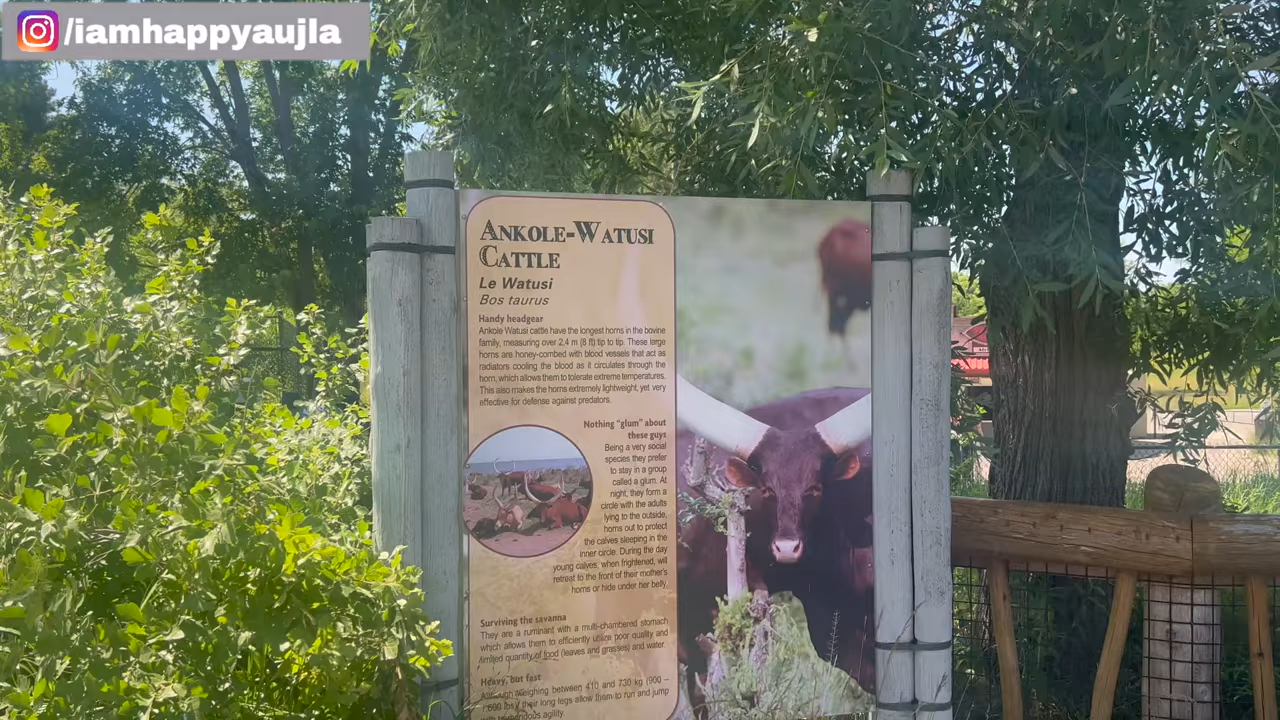 /iamhappyaujla
ANKOLE-WATUSI
CATTLE
Le Watusi
Bos taurus
Handy headgear
Ankole Watusi cattle have the longest horns in the bovine
family, measuring over 2.4 m (8 ft) tip to tip. These large
horns are honey-combed with blood vessels that act as
radiators cooling the blood as it circulates through the
horn, which allows them to tolerate extreme temperatures.
This also makes the horns extremely lightweight, yet very
effective for defense against predators.
Nothing "glum" about
these guys
Being a very social
species they prefer
to stay in a group
called a glum. At
night, they form a
circle with the adults
lying to the outside,
horns out to protect
the calves sleeping in the
inner circle. During the day
young calves, when frightened, will
retreat to the front of their mother's
horns or hide under her belly.
Surviving the savanna
They are a ruminant with a multi-chambered stomach
which allows them to efficiently utilize poor quality and
limited quantity of food (leaves and grasses) and water.
Heavy, but fast
Although weighing between 410 and 730 kg (900 –
1,600 lbs) their long legs allow them to run and jump
with tremendous agility.